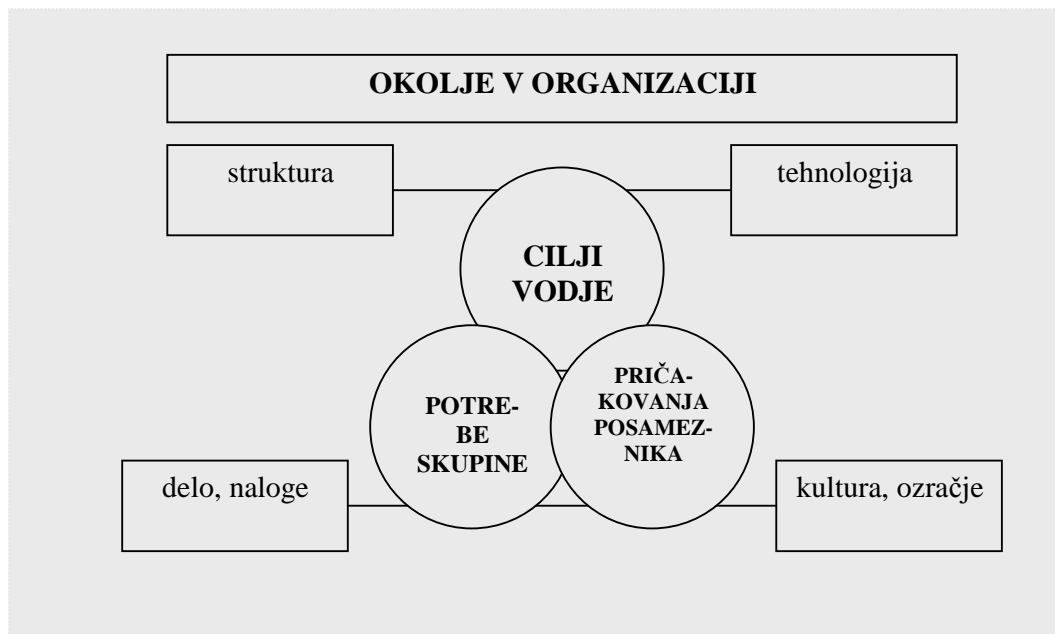 OKOLJE V ORGANIZACIJI
struktura
tehnologija
CILJI
VODJE
POTRE-
BE
SKUPINE
PRIČA-
KOVANJA
POSAMEZ-
NIKA
delo, naloge
kultura, ozračje